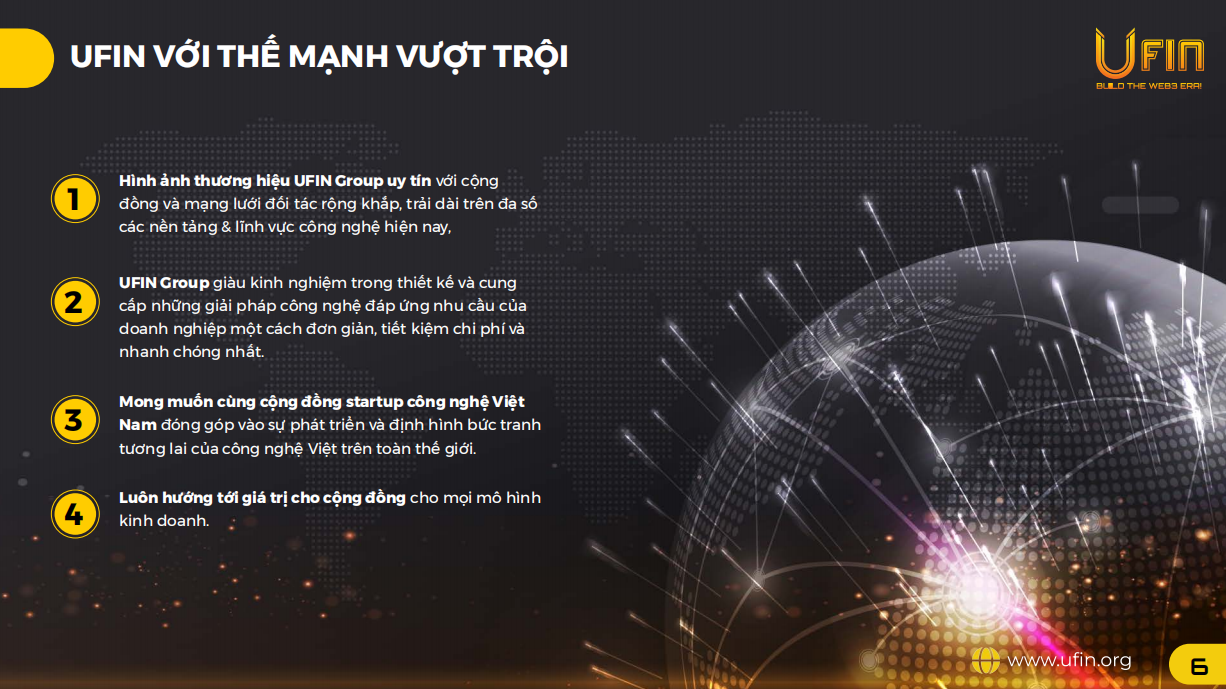 UFIN VỚI THẾ MẠNH VƯỢT TRỘI
UFIN
BUILD THE WEB3 ERA!
1
Hình ảnh thương hiệu UFIN Group uy tín với cộng
đồng và mạng lưới đối tác rộng khắp, trải dài trên đa số
các nền tảng & lĩnh vực công nghệ hiện nay,
2
UFIN Group giàu kinh nghiệm trong thiết kế và cung
cấp những giải pháp công nghệ đáp ứng nhu cầu của
doanh nghiệp một cách đơn giản, tiết kiệm chi phí và
nhanh chóng nhất.
3
Mong muốn cùng cộng đồng startup công nghệ Việt
Nam đóng góp vào sự phát triển và định hình bức tranh
tương lai của công nghệ Việt trên toàn thế giới.
4
Luôn hướng tới giá trị cho cộng đồng cho mọi mô hình
kinh doanh.
www.ufin.org
6